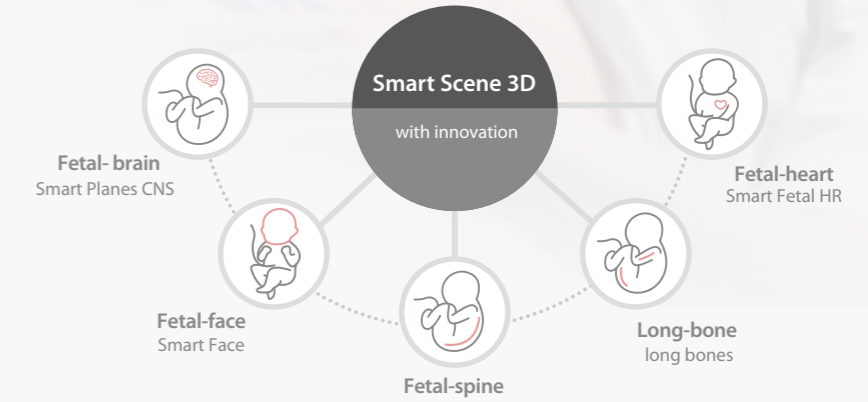 Smart Scene 3D
with innovation
Fetal- brain
Smart Planes CNS
Fetal-heart
Smart Fetal HR
Fetal-face
Smart Face
Long-bone
long bones
Fetal-spine